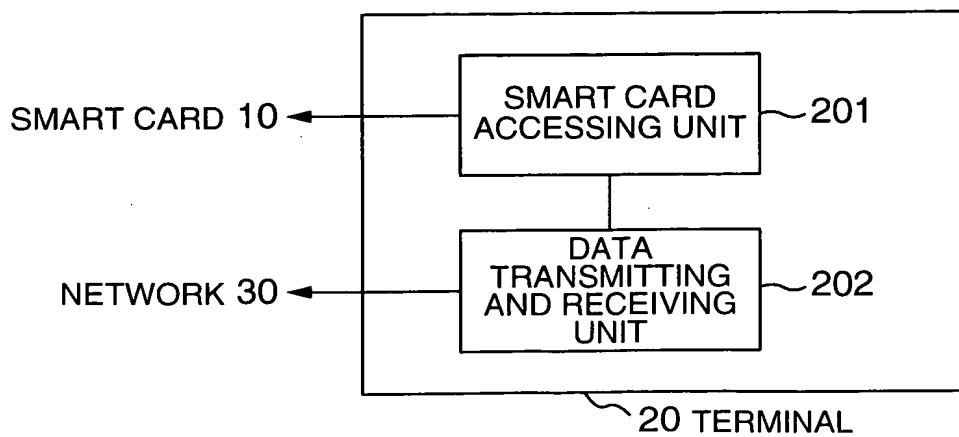 SMART CARD
ACCESSING UNIT
201
SMART CARD 10
DATA
TRANSMITTING
AND RECEIVING
UNIT
202
NETWORK 30
20 TERMINAL